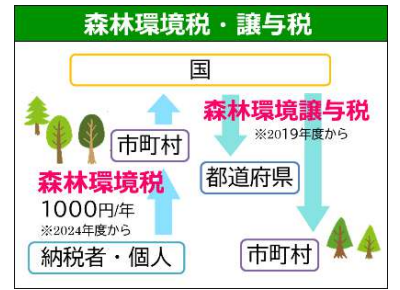 森林環境税・譲与税
国
森林環境譲与税
※2019年度から
市町村
都道府県
森林環境税
1000円/年
※2024年度から
納税者・個人
市町村